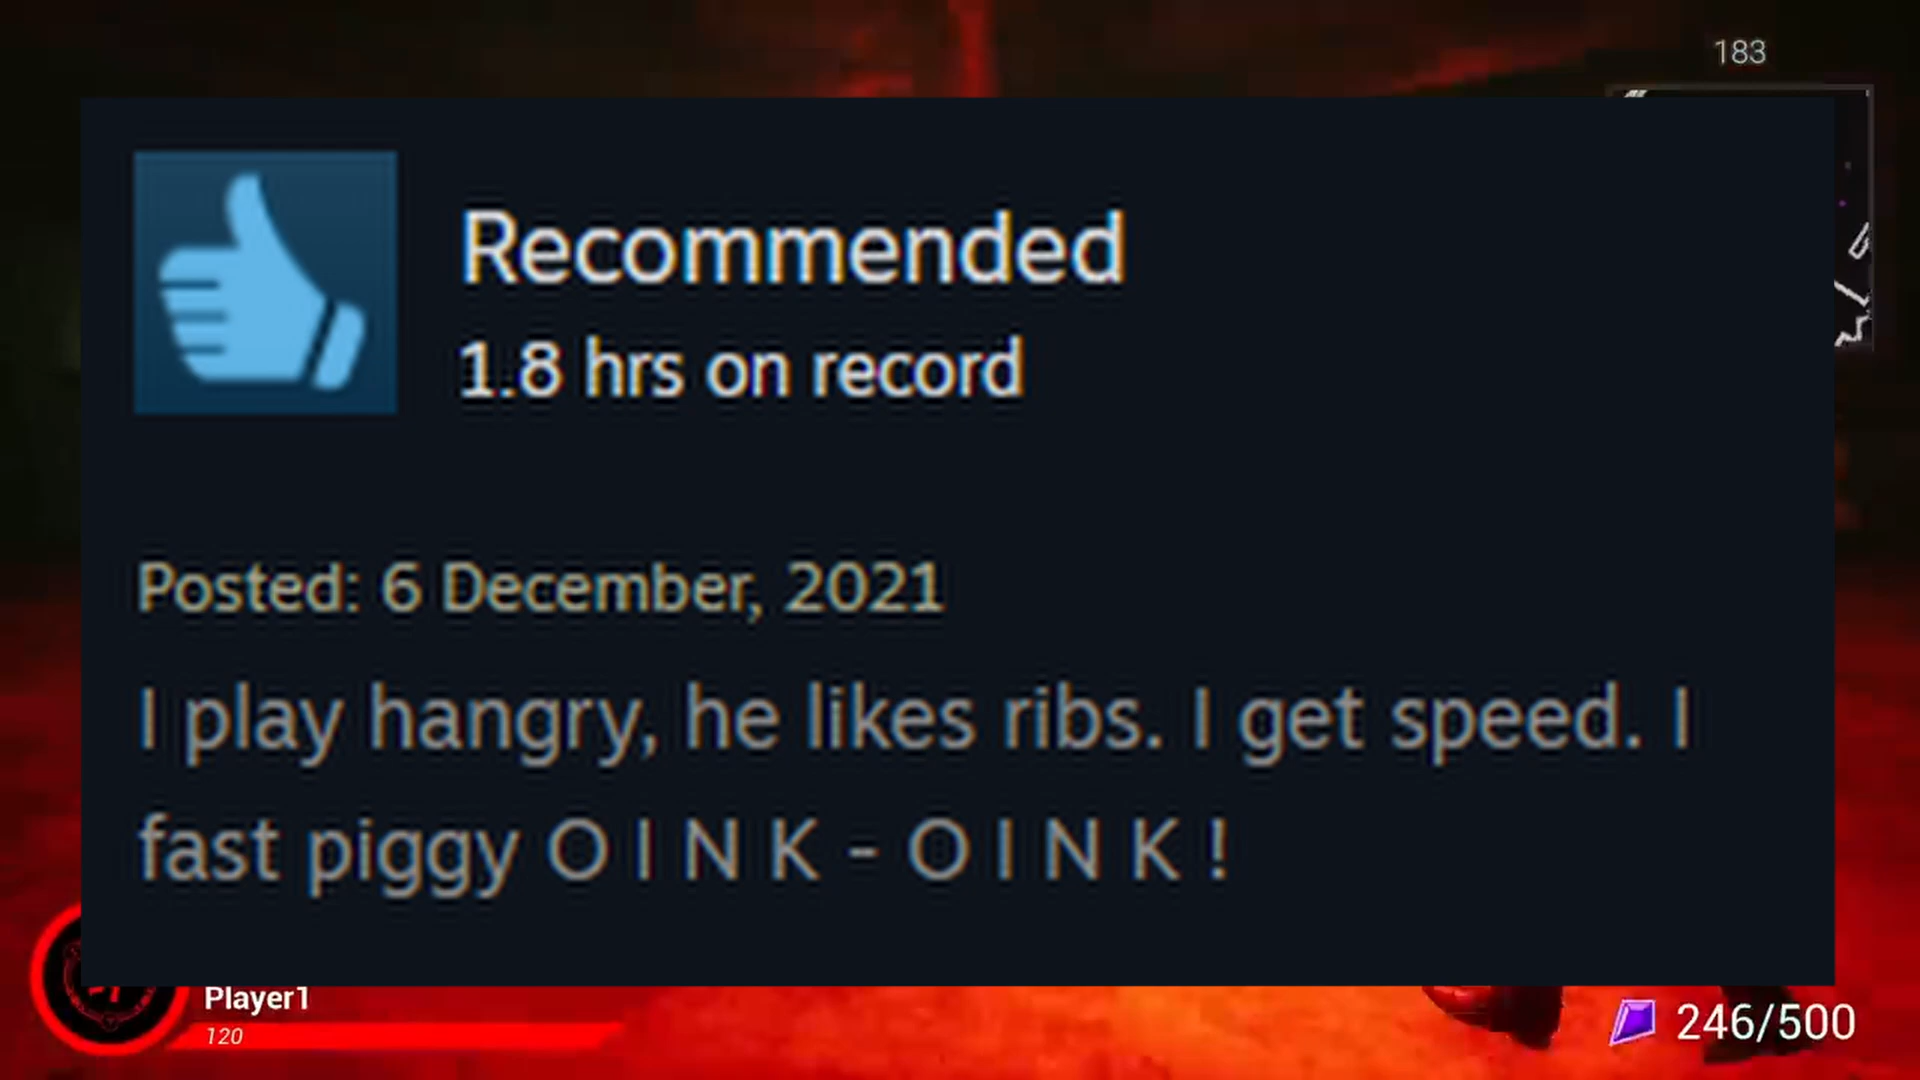 183
Recommended
1.8 hrs on record
Posted: 6 December, 2021
I play hangry, he likes ribs. I get speed. I
fast piggy O I N K - O I N K !
Player1
120
246/500